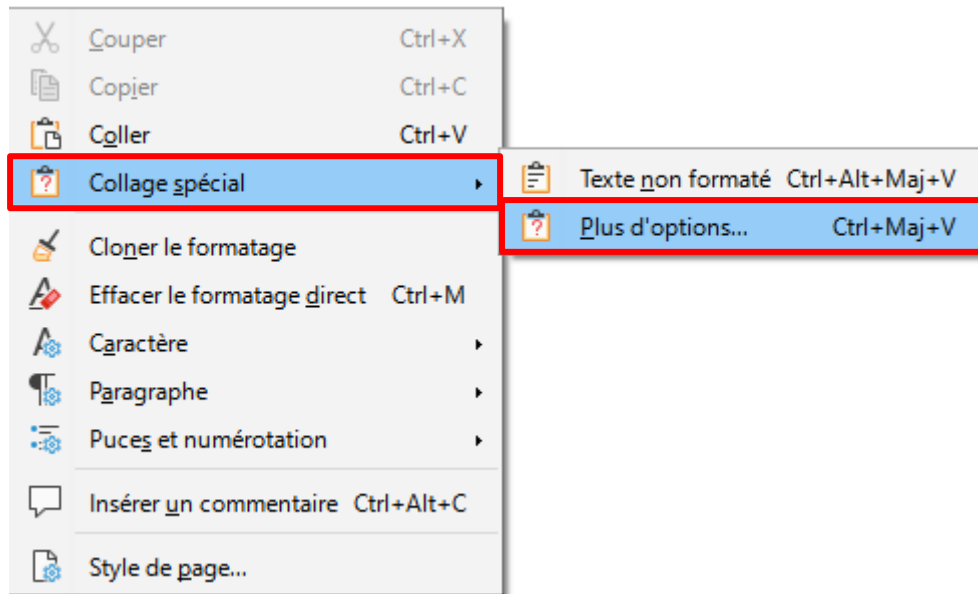 Couper Ctrl+X
Copier Ctrl+C
Coller Ctrl+V
Collage spécial
Texte non formaté Ctrl+Alt+Maj+V
Plus d'options... Ctrl+Maj+V
Cloner le formatage
Effacer le formatage direct Ctrl+M
Caractère
Paragraphe
Puces et numérotation
Insérer un commentaire Ctrl+Alt+C
Style de page...